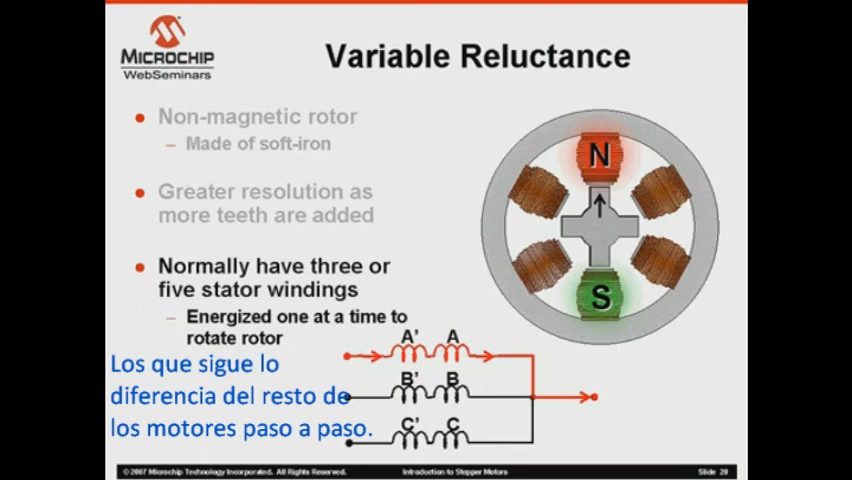 MICROCHIP
WebSeminars
Variable Reluctance
Non-magnetic rotor
– Made of soft-iron
Greater resolution as
more teeth are added
Normally have three or
five stator windings
– Energized one at a time to
rotate rotor
N
S
A' A
B' B
C' C
Los que sigue lo
diferencia del resto de
los motores paso a paso.
© 2007 Microchip Technology Incorporated. All Rights Reserved. Introduction to Stepper Motors Slide 20